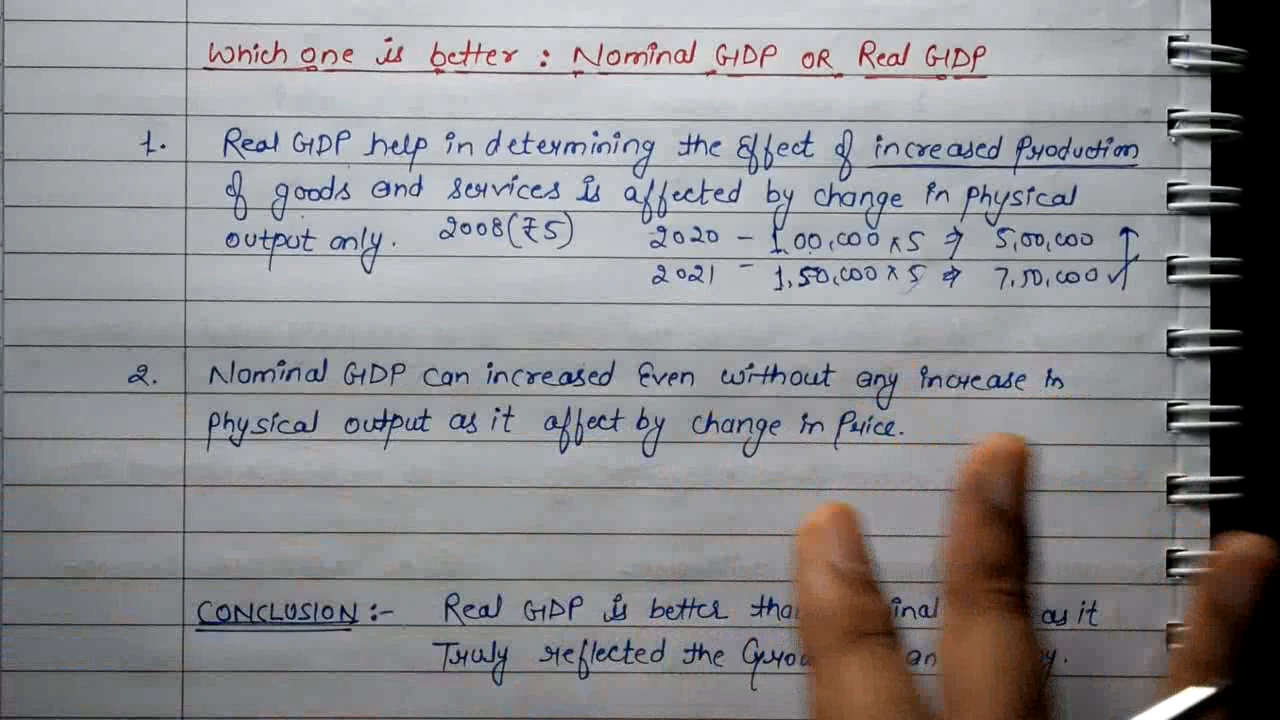 Which one is better : Nominal GDP OR Real GDP
1. Real GDP help in determining the Effect of increased Production
of goods and services is affected by change in physical
output only. 2008(₹5) 2020 - 1,00,000 x 5 ⇒ 5,00,000 ↑
2021 - 1,50,000 x 5 ⇒ 7,50,000 ✓
2. Nominal GDP can increased Even without any increase in
physical output as it affect by change in Price.
CONCLUSION :- Real GDP is better as it
Truly reflected the